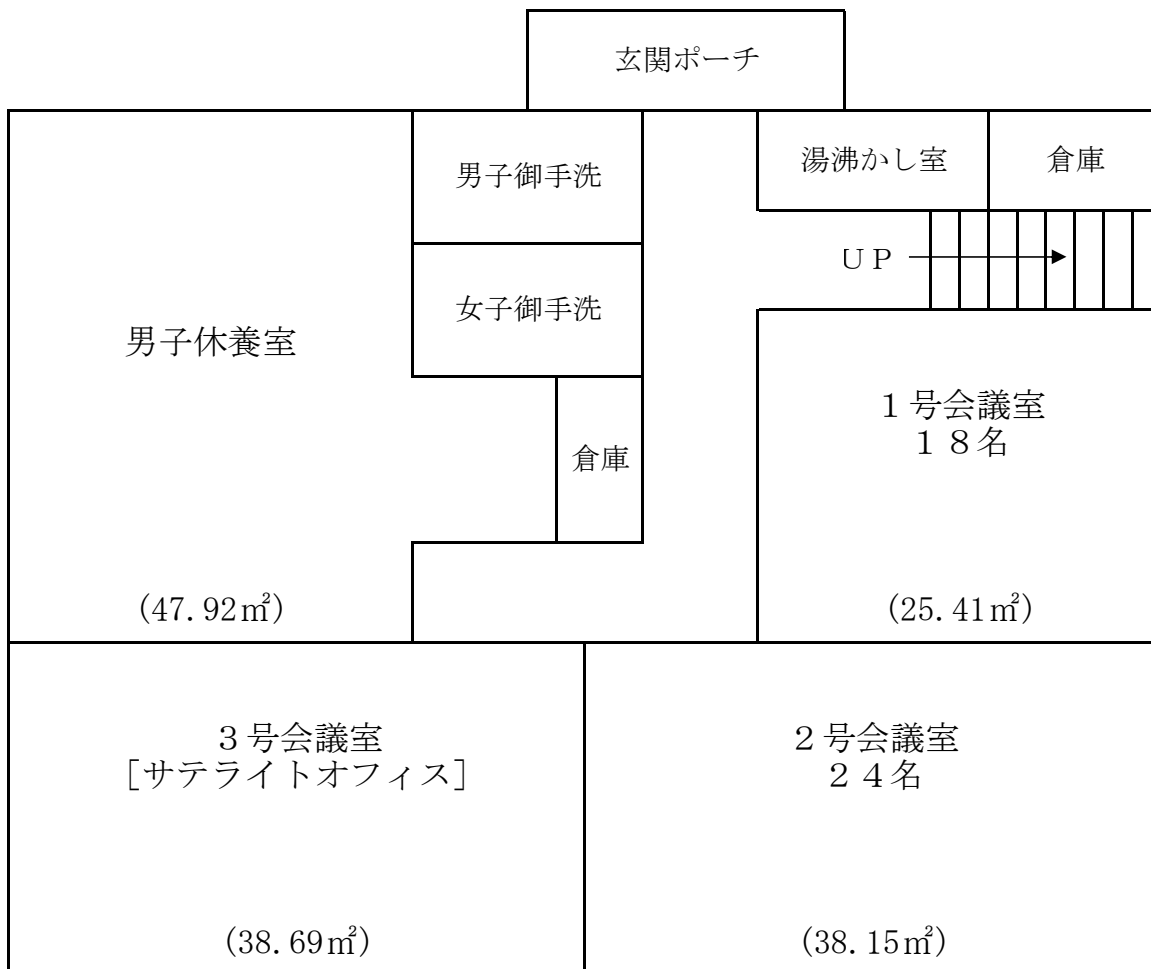 玄関ポーチ
男子御手洗
湯沸かし室
倉庫
ＵＰ
女子御手洗
男子休養室
１号会議室
１８名
倉庫
(47.92㎡)
(25.41㎡)
３号会議室
［サテライトオフィス］
２号会議室
２４名
(38.69㎡)
(38.15㎡)